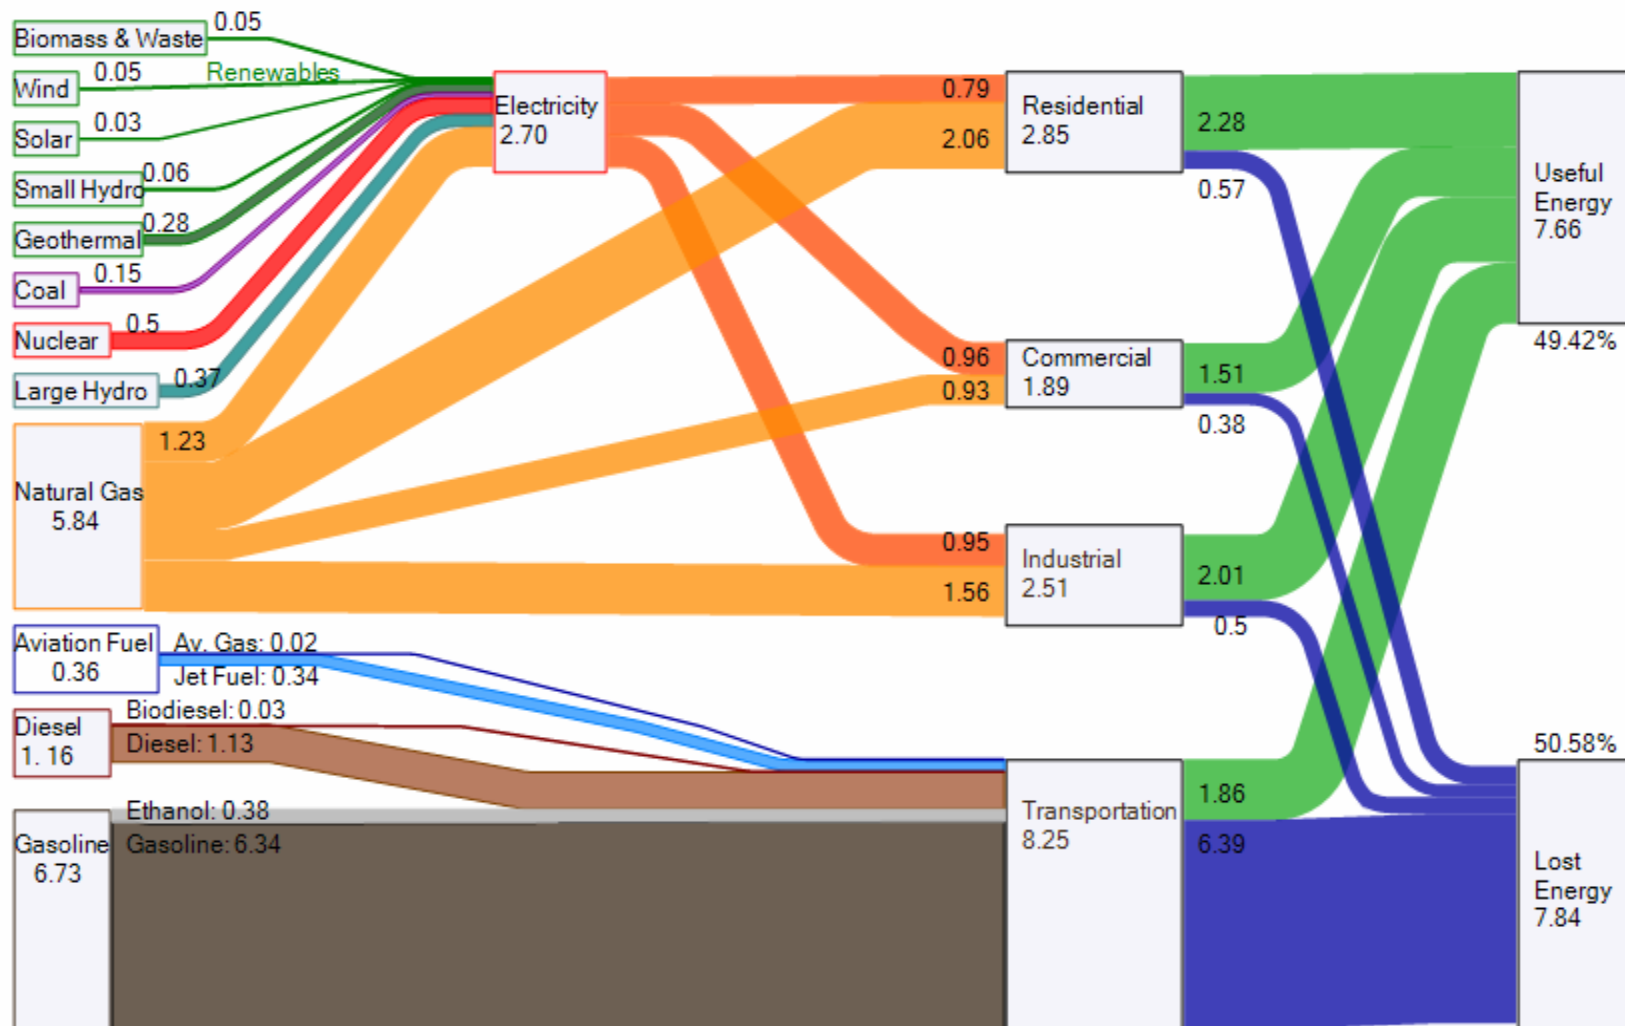 Biomass & Waste
0.05
Wind
0.05
Renewables
Solar
0.03
Small Hydro
0.06
Geothermal
0.28
Coal
0.15
Nuclear
0.5
Large Hydro
0.37
Natural Gas
5.84
1.23
Aviation Fuel
0.36
Av. Gas: 0.02
Jet Fuel: 0.34
Diesel
1. 16
Biodiesel: 0.03
Diesel: 1.13
Gasoline
6.73
Ethanol: 0.38
Gasoline: 6.34
Electricity
2.70
0.79
2.06
Residential
2.85
2.28
0.57
0.96
0.93
Commercial
1.89
1.51
0.38
0.95
1.56
Industrial
2.51
2.01
0.5
Transportation
8.25
1.86
6.39
Useful
Energy
7.66
49.42%
50.58%
Lost
Energy
7.84